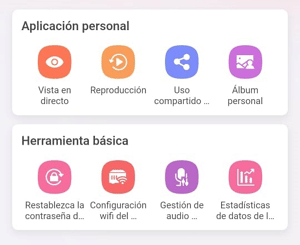 Aplicación personal
Vista en
directo
Reproducción
Uso
compartido ...
Álbum
personal
Herramienta básica
Restablezca la
contraseña d...
Configuración
wifi del ...
Gestión de
audio ...
Estadísticas
de datos de l...